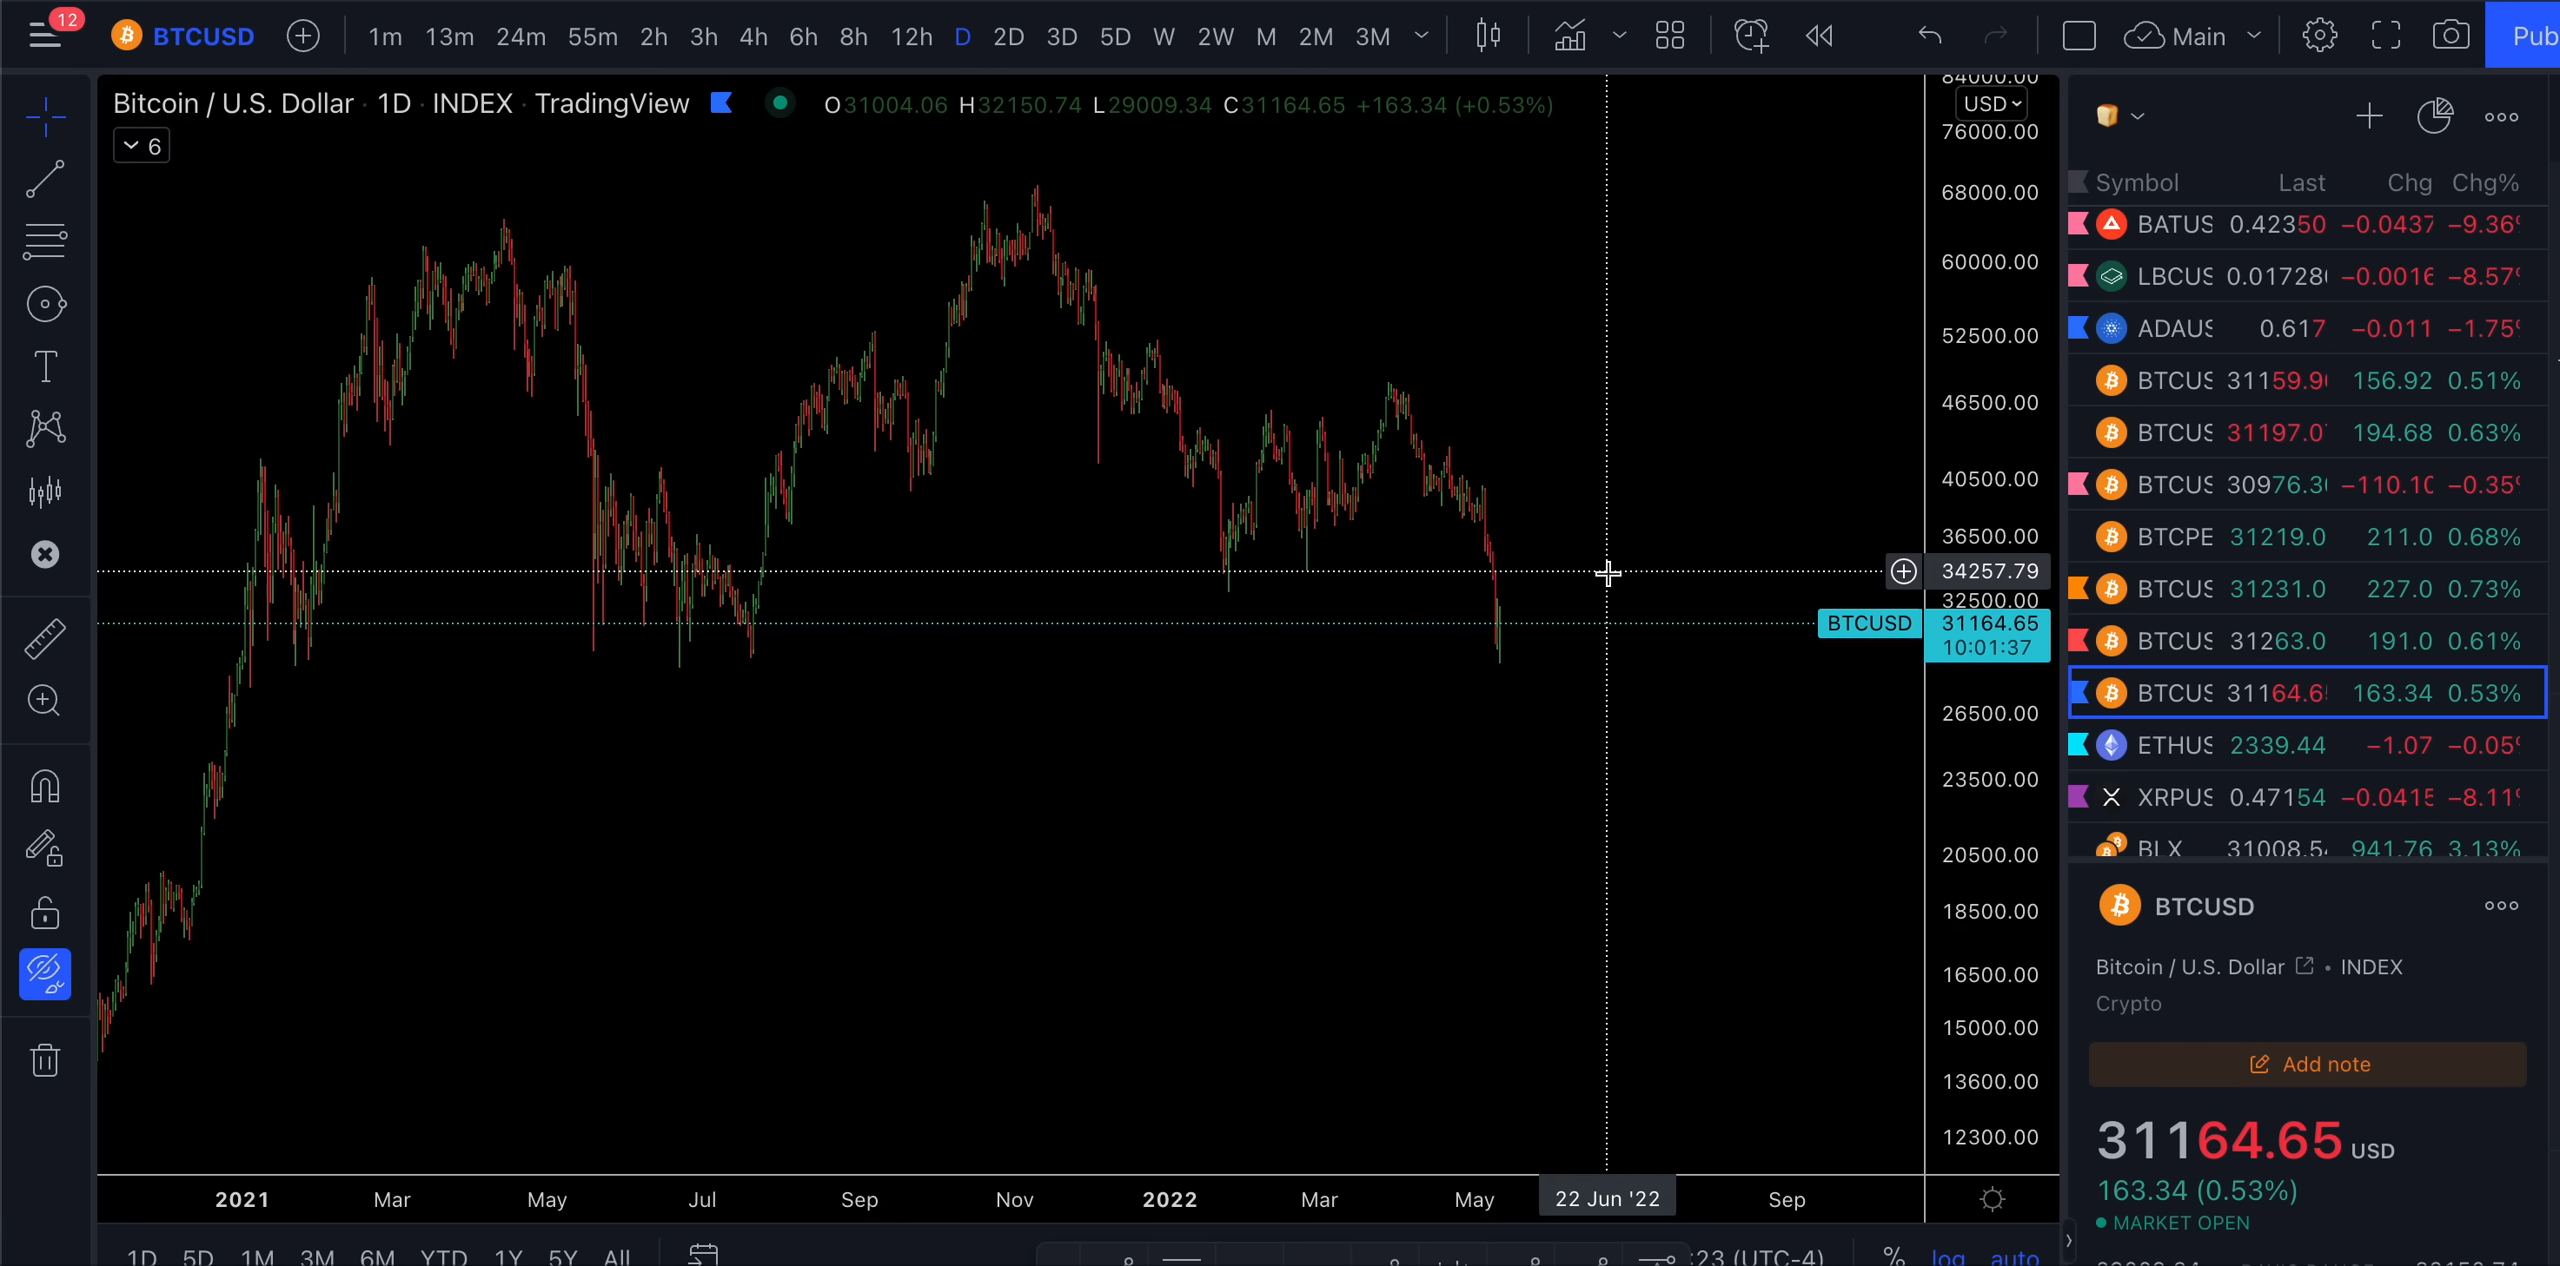 12
BTCUSD 1m 13m 24m 55m 2h 3h 4h 6h 8h 12h D 2D 3D 5D W 2W M 2M 3M Main Pub
Bitcoin / U.S. Dollar · 1D · INDEX · TradingView O31004.06 H32150.74 L29009.34 C31164.65 +163.34 (+0.53%)
6
84000.00
USD
76000.00
68000.00
60000.00
52500.00
46500.00
40500.00
36500.00
34257.79
32500.00
BTCUSD 31164.65
10:01:37
26500.00
23500.00
20500.00
18500.00
16500.00
15000.00
13600.00
12300.00
2021 Mar May Jul Sep Nov 2022 Mar May 22 Jun '22 Sep
1D 5D 1M 3M 6M YTD 1Y 5Y All :23 (UTC-4) % log auto
Symbol Last Chg Chg%
BATUS 0.42350 −0.0437 −9.36
LBCUS 0.01728 −0.0016 −8.57
ADAUS 0.617 −0.011 −1.75
BTCUS 31159.9 156.92 0.51%
BTCUS 31197.0 194.68 0.63%
BTCUS 30976.3 −110.10 −0.35
BTCPE 31219.0 211.0 0.68%
BTCUS 31231.0 227.0 0.73%
BTCUS 31263.0 191.0 0.61%
BTCUS 31164.6 163.34 0.53%
ETHUS 2339.44 −1.07 −0.05
XRPUS 0.47154 −0.0415 −8.11
BLX 31008.5 941.76 3.13%
BTCUSD
Bitcoin / U.S. Dollar • INDEX
Crypto
Add note
31164.65 USD
163.34 (0.53%)
MARKET OPEN